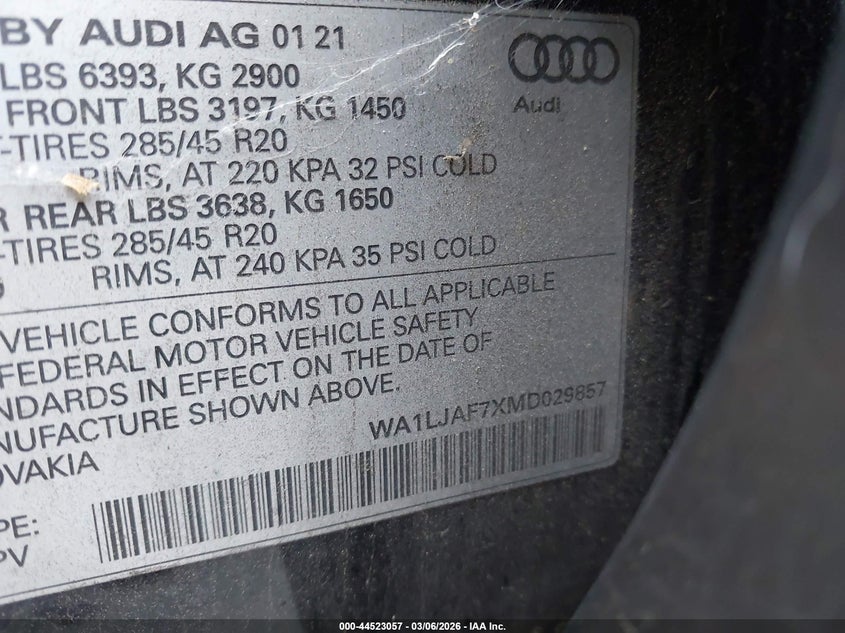 BY AUDI AG 01 21
LBS 6393, KG 2900
FRONT LBS 3197, KG 1450
-TIRES 285/45 R20
RIMS, AT 220 KPA 32 PSI COLD
R REAR LBS 3638, KG 1650
-TIRES 285/45 R20
RIMS, AT 240 KPA 35 PSI COLD
VEHICLE CONFORMS TO ALL APPLICABLE
FEDERAL MOTOR VEHICLE SAFETY
NDARDS IN EFFECT ON THE DATE OF
NUFACTURE SHOWN ABOVE.
OVAKIA
WA1LJAF7XMD029857
PE:
PV
Audi
000-44523057 — 03/06/2026 — IAA Inc.